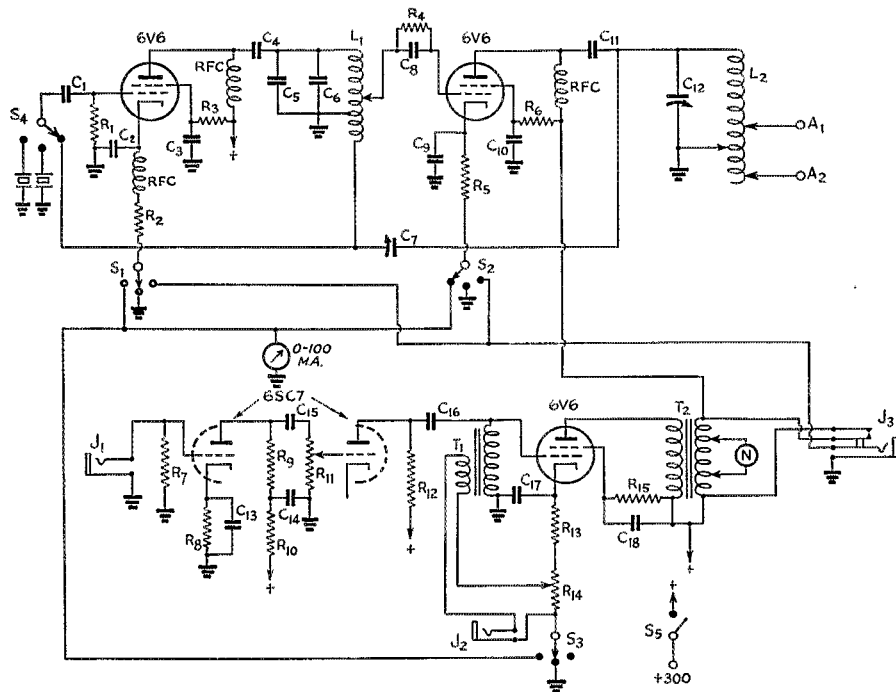 6V6
C4
L1
R4
C8
6V6
C11
C1
S4
RFC
C5
C6
RFC
C12
L2
R1
C2
R3
C3
+
R6
C10
A1
A2
RFC
R2
C9
R5
C7
S1
S2
0-100
M.A.
6SC7
C15
C16
6V6
T2
J3
J1
R7
R9
R11
T1
N
R12
C17
R15
R8
C13
C14
R10
R13
C18
+
+
+
R14
+
J2
S3
S5
+300